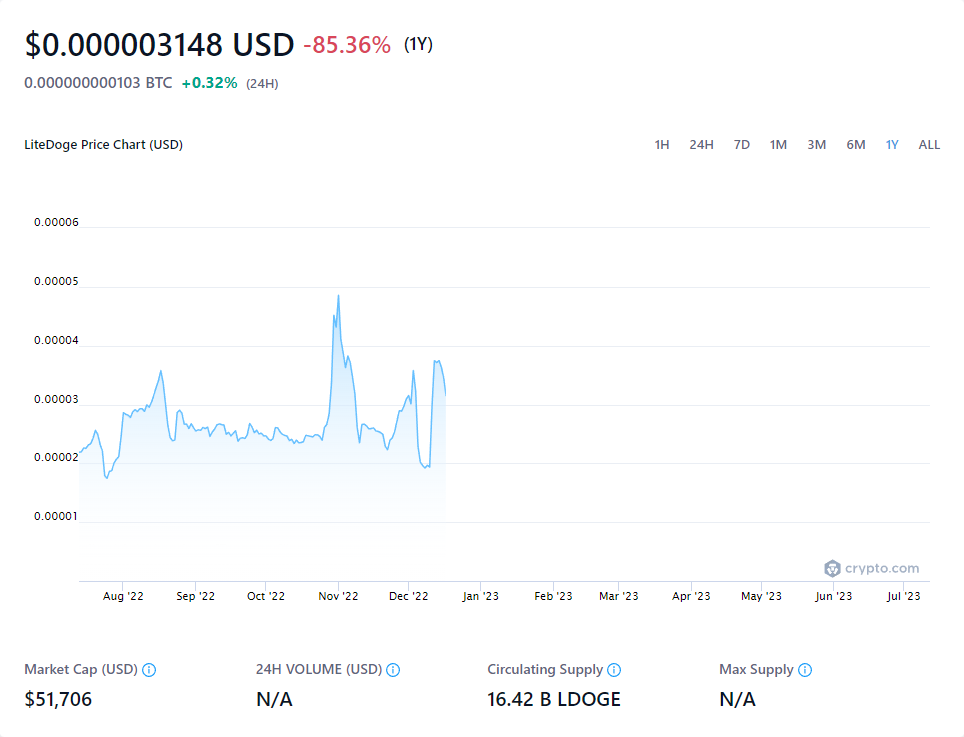 $0.000003148 USD -85.36% (1Y)
0.000000000103 BTC +0.32% (24H)
LiteDoge Price Chart (USD) 1H 24H 7D 1M 3M 6M 1Y ALL
0.00006
0.00005
0.00004
0.00003
0.00002
0.00001
crypto.com
Aug '22 Sep '22 Oct '22 Nov '22 Dec '22 Jan '23 Feb '23 Mar '23 Apr '23 May '23 Jun '23 Jul '23
Market Cap (USD) 24H VOLUME (USD) Circulating Supply Max Supply
$51,706 N/A 16.42 B LDOGE N/A